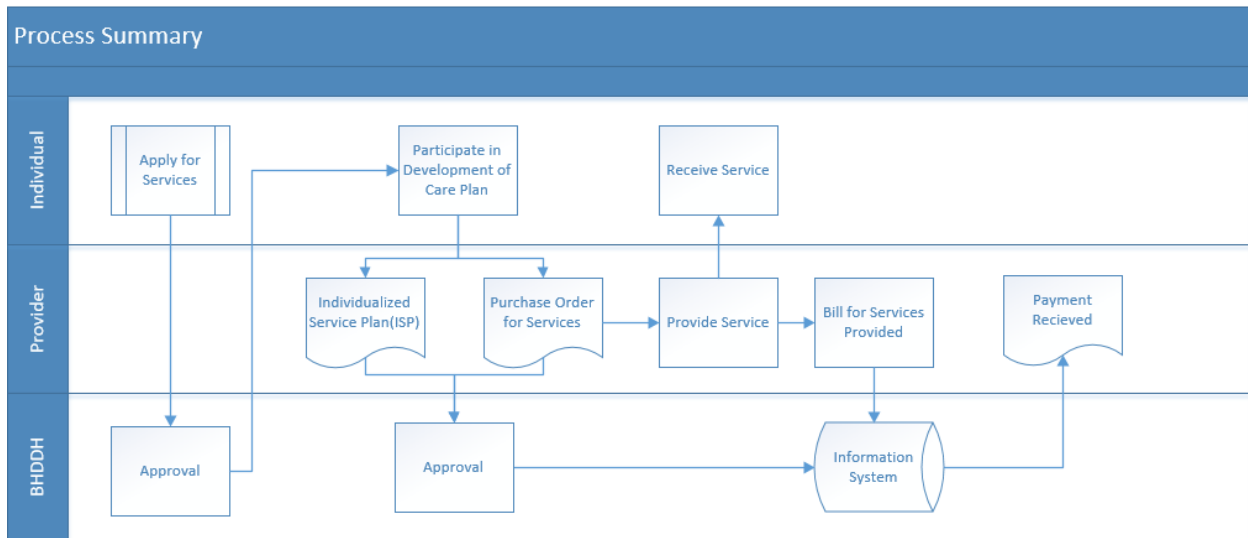 Process Summary
Individual
Apply for
Services
Participate in
Development of
Care Plan
Receive Service
Provider
Individualized
Service Plan(ISP)
Purchase Order
for Services
Provide Service
Bill for Services
Provided
Payment
Recieved
BHDDH
Approval
Approval
Information
System